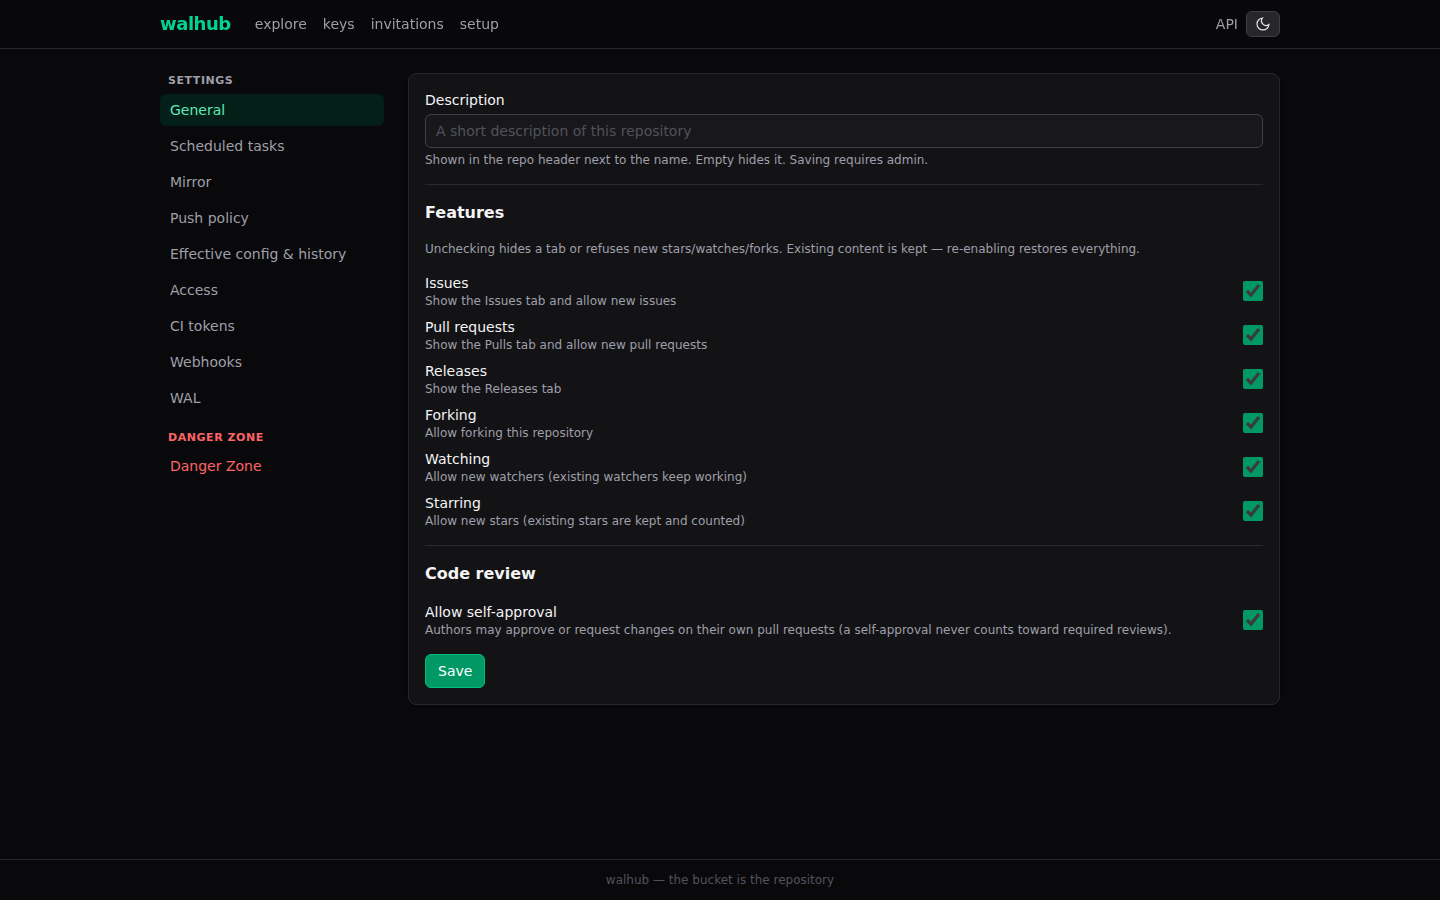 walhub explore keys invitations setup API
SETTINGS
General
Scheduled tasks
Mirror
Push policy
Effective config & history
Access
CI tokens
Webhooks
WAL
DANGER ZONE
Danger Zone
Description
A short description of this repository
Shown in the repo header next to the name. Empty hides it. Saving requires admin.
Features
Unchecking hides a tab or refuses new stars/watches/forks. Existing content is kept — re-enabling restores everything.
Issues
Show the Issues tab and allow new issues
Pull requests
Show the Pulls tab and allow new pull requests
Releases
Show the Releases tab
Forking
Allow forking this repository
Watching
Allow new watchers (existing watchers keep working)
Starring
Allow new stars (existing stars are kept and counted)
Code review
Allow self-approval
Authors may approve or request changes on their own pull requests (a self-approval never counts toward required reviews).
Save
walhub — the bucket is the repository